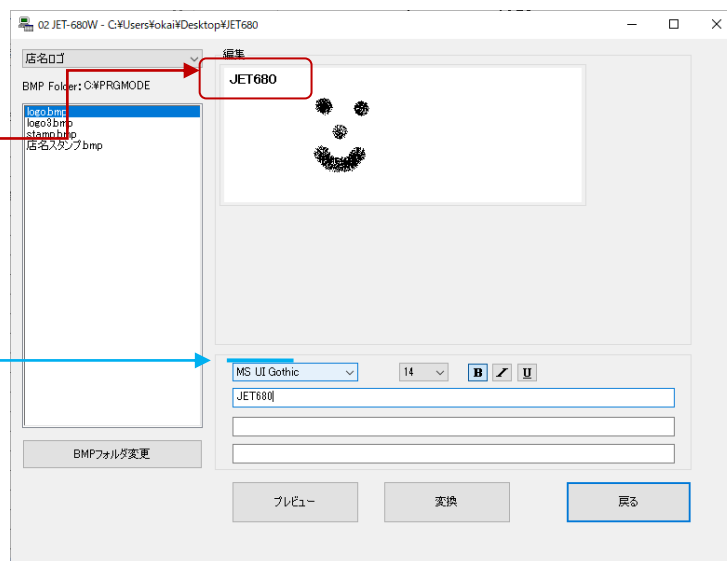 02 JET-680W - C:¥Users¥okai¥Desktop¥JET680
店名ロゴ
BMP Folder: C:¥PRGMODE
logo.bmp
logo3.bmp
stamp.bmp
店名スタンプ.bmp
BMPフォルダ変更
編集
JET680
MS UI Gothic
14
B I U
JET680
プレビュー
変換
戻る